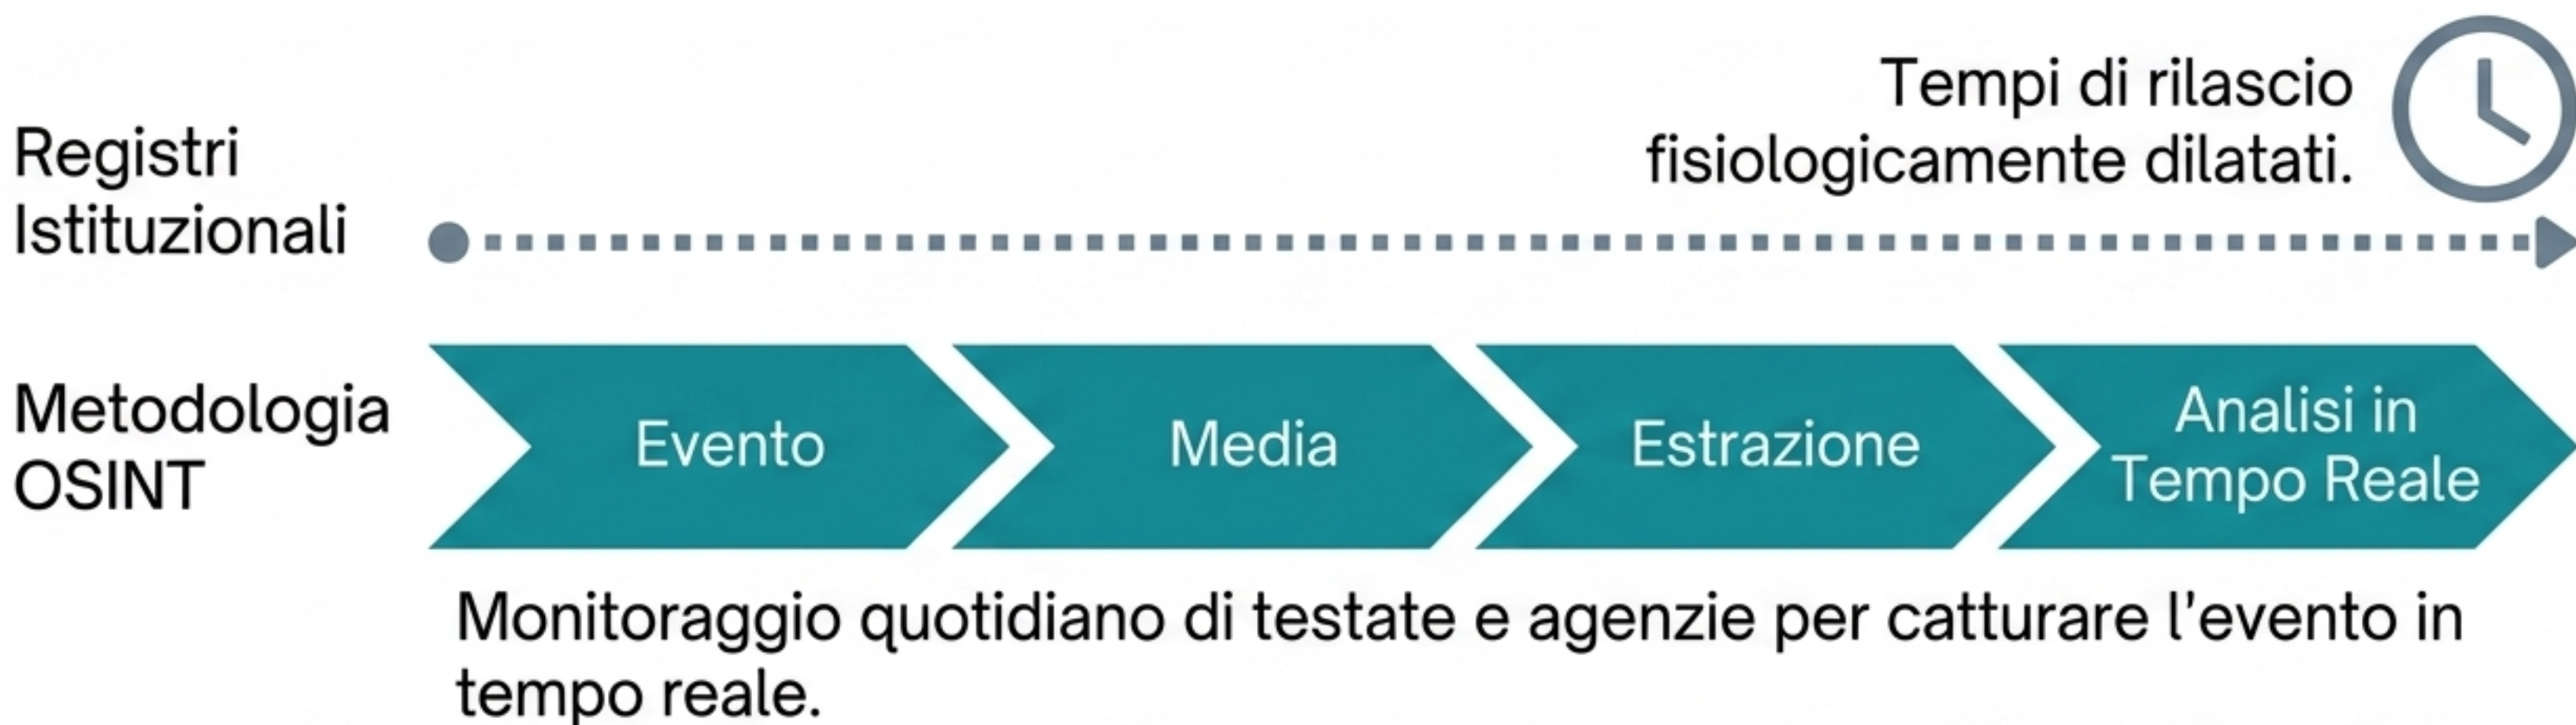 Tempi di rilascio
fisiologicamente dilatati.
Registri
Istituzionali
Metodologia
OSINT
Evento
Media
Estrazione
Analisi in
Tempo Reale
Monitoraggio quotidiano di testate e agenzie per catturare l'evento in
tempo reale.